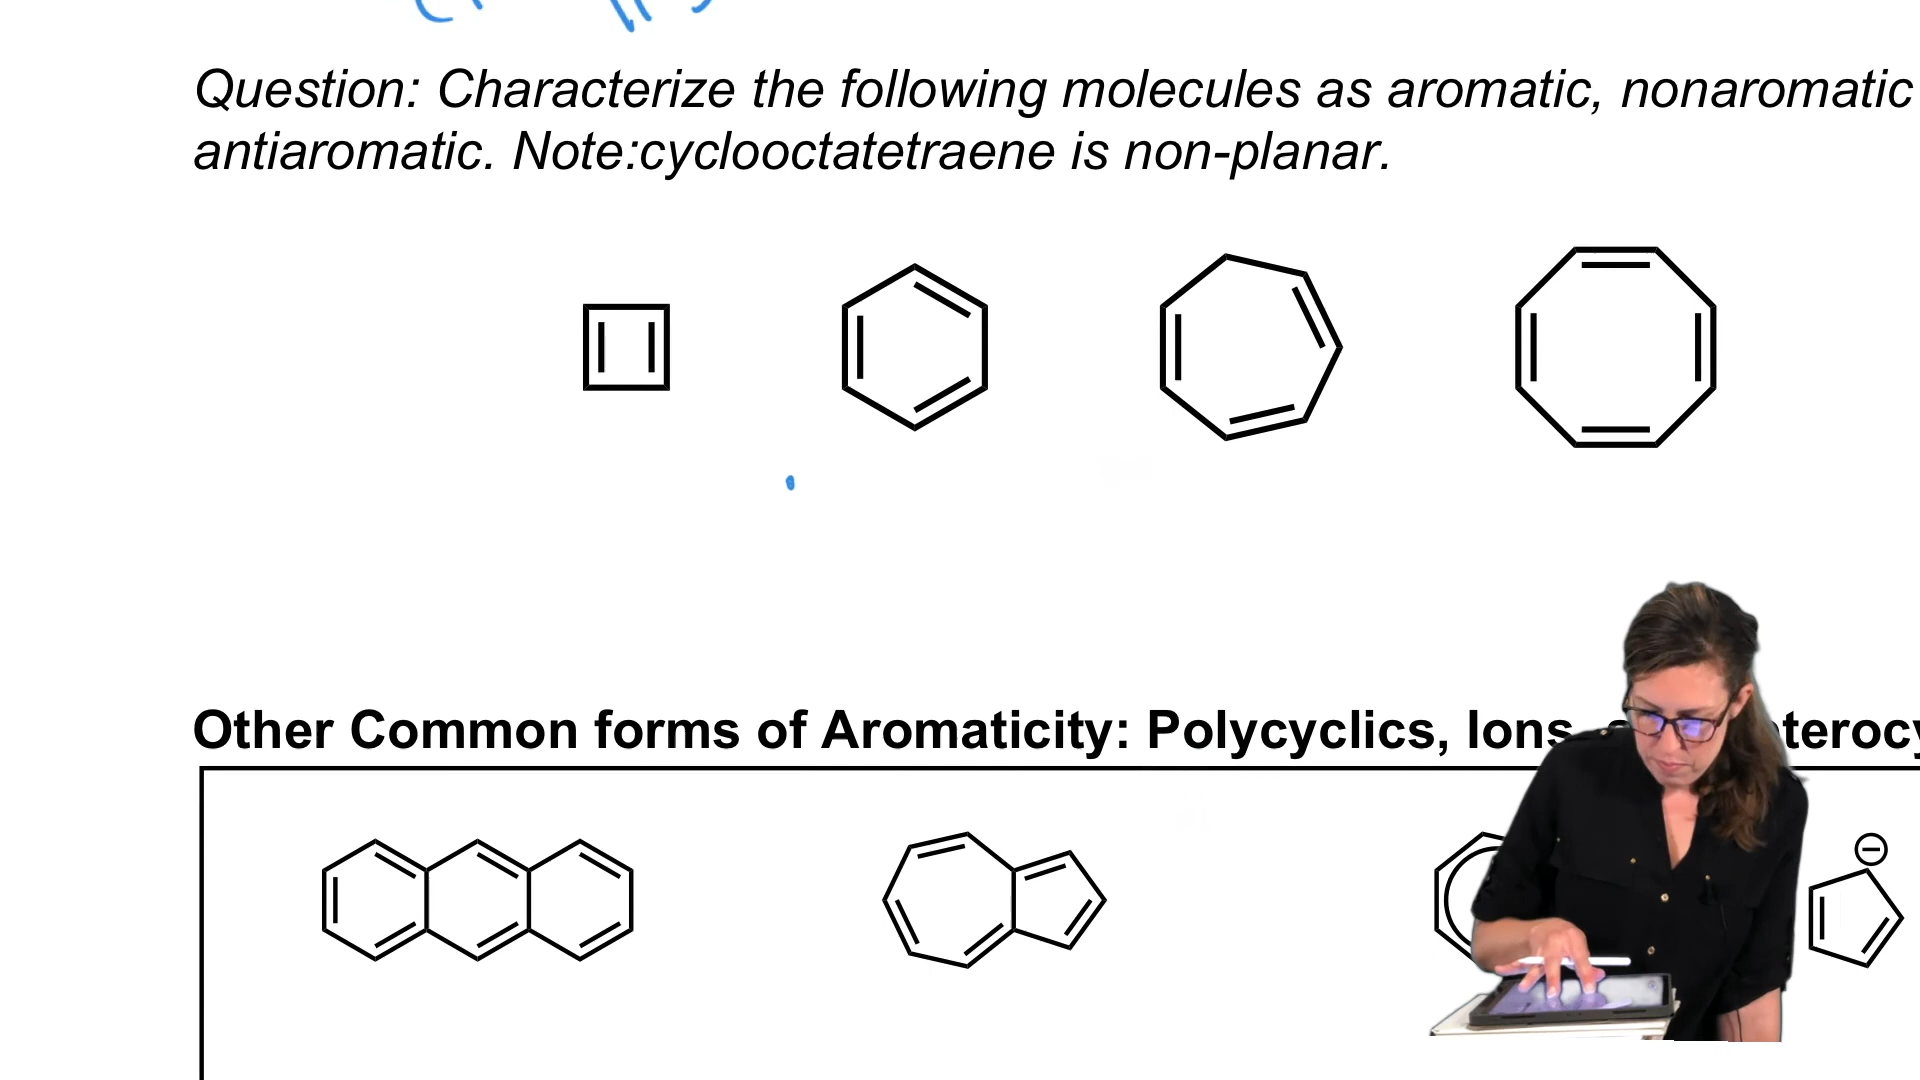 Question: Characterize the following molecules as aromatic, nonaromatic
antiaromatic. Note:cyclooctatetraene is non-planar.
Other Common forms of Aromaticity: Polycyclics, Ions,